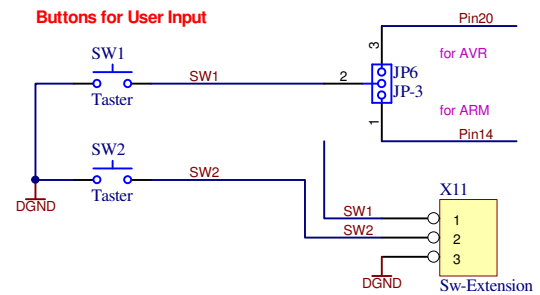 Buttons for User Input
Pin20
SW1
SW1
Taster
3
for AVR
2
JP6
JP-3
for ARM
1
Pin14
SW2
SW2
Taster
DGND
X11
SW1
1
SW2
2
3
DGND
Sw-Extension